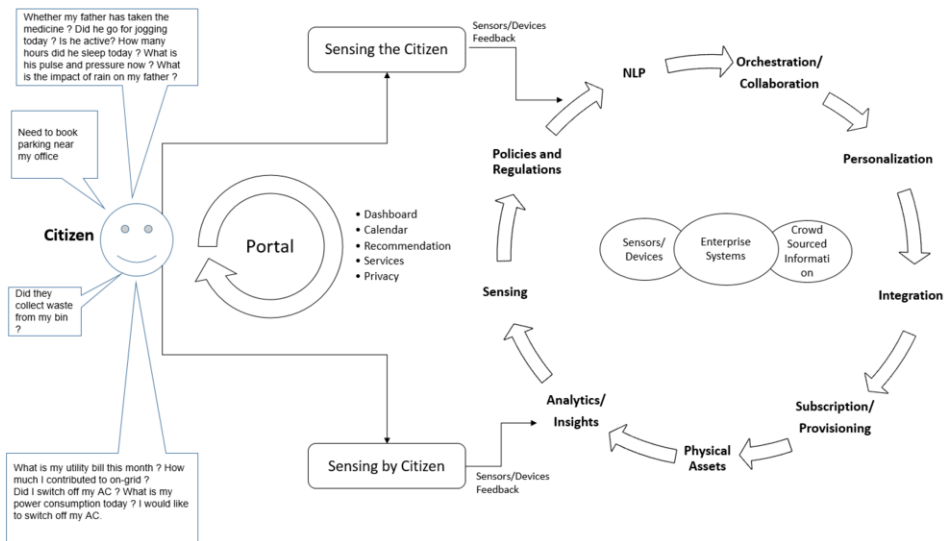 Whether my father has taken the
medicine ? Did he go for jogging
today ? Is he active? How many
hours did he sleep today ? What is
his pulse and pressure now ? What
is the impact of rain on my father ?
Need to book
parking near
my office
Citizen
Did they
collect waste
from my bin
?
What is my utility bill this month ? How
much I contributed to on-grid ?
Did I switch off my AC ? What is my
power consumption today ? I would like
to switch off my AC.
Portal
• Dashboard
• Calendar
• Recommendation
• Services
• Privacy
Sensing the Citizen
Sensors/Devices
Feedback
Sensing by Citizen
Sensors/Devices
Feedback
NLP
Orchestration/
Collaboration
Personalization
Integration
Subscription/
Provisioning
Physical
Assets
Analytics/
Insights
Sensing
Policies and
Regulations
Sensors/
Devices
Enterprise
Systems
Crowd
Sourced
Informati
on